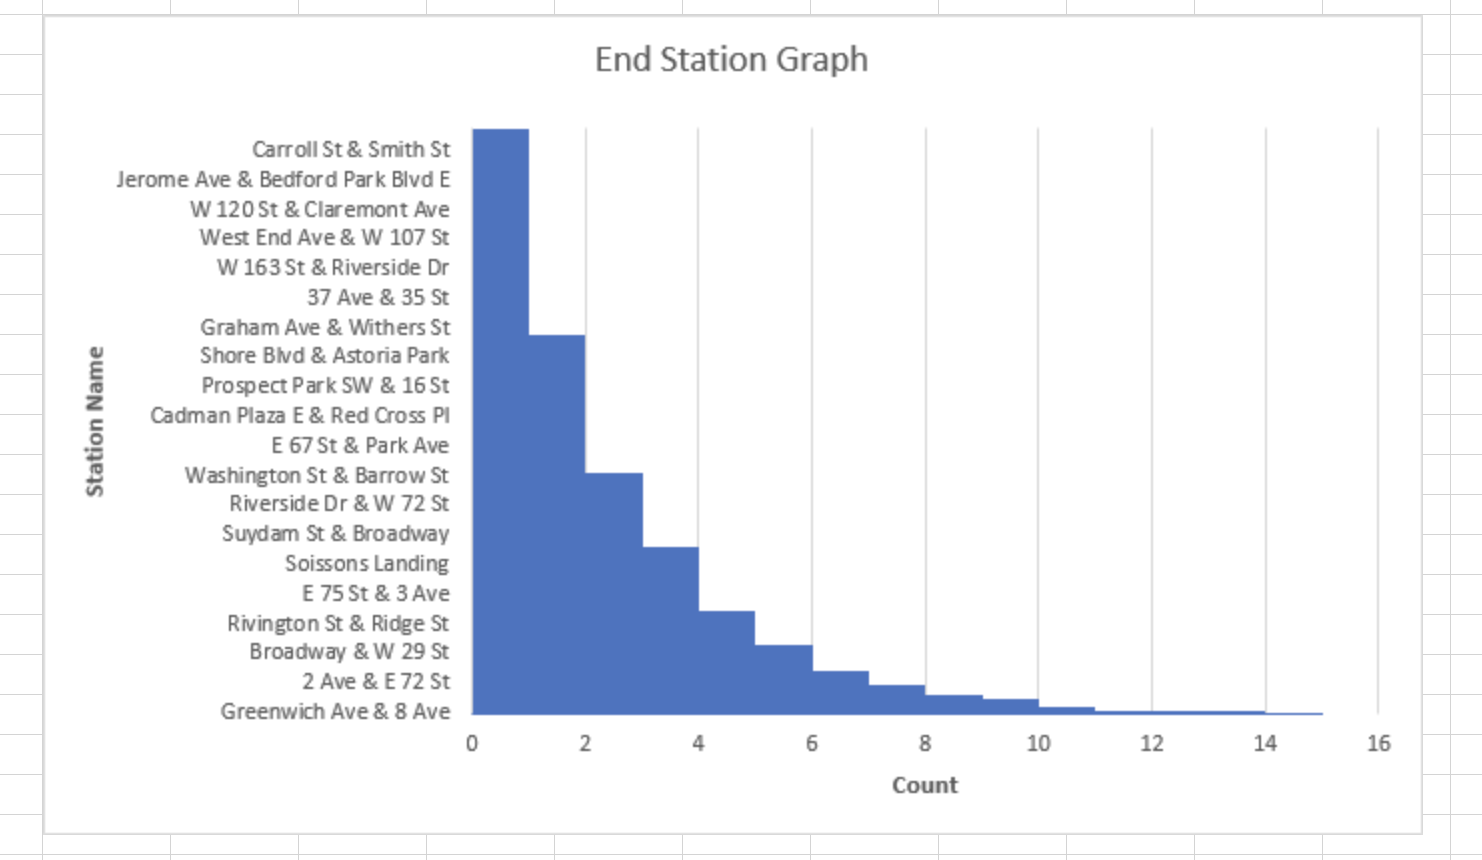 End Station Graph
Carroll St & Smith St
Jerome Ave & Bedford Park Blvd E
W 120 St & Claremont Ave
West End Ave & W 107 St
W 163 St & Riverside Dr
37 Ave & 35 St
Graham Ave & Withers St
Shore Blvd & Astoria Park
Prospect Park SW & 16 St
Cadman Plaza E & Red Cross Pl
E 67 St & Park Ave
Washington St & Barrow St
Riverside Dr & W 72 St
Suydam St & Broadway
Soissons Landing
E 75 St & 3 Ave
Rivington St & Ridge St
Broadway & W 29 St
2 Ave & E 72 St
Greenwich Ave & 8 Ave
Station Name
0 2 4 6 8 10 12 14 16
Count